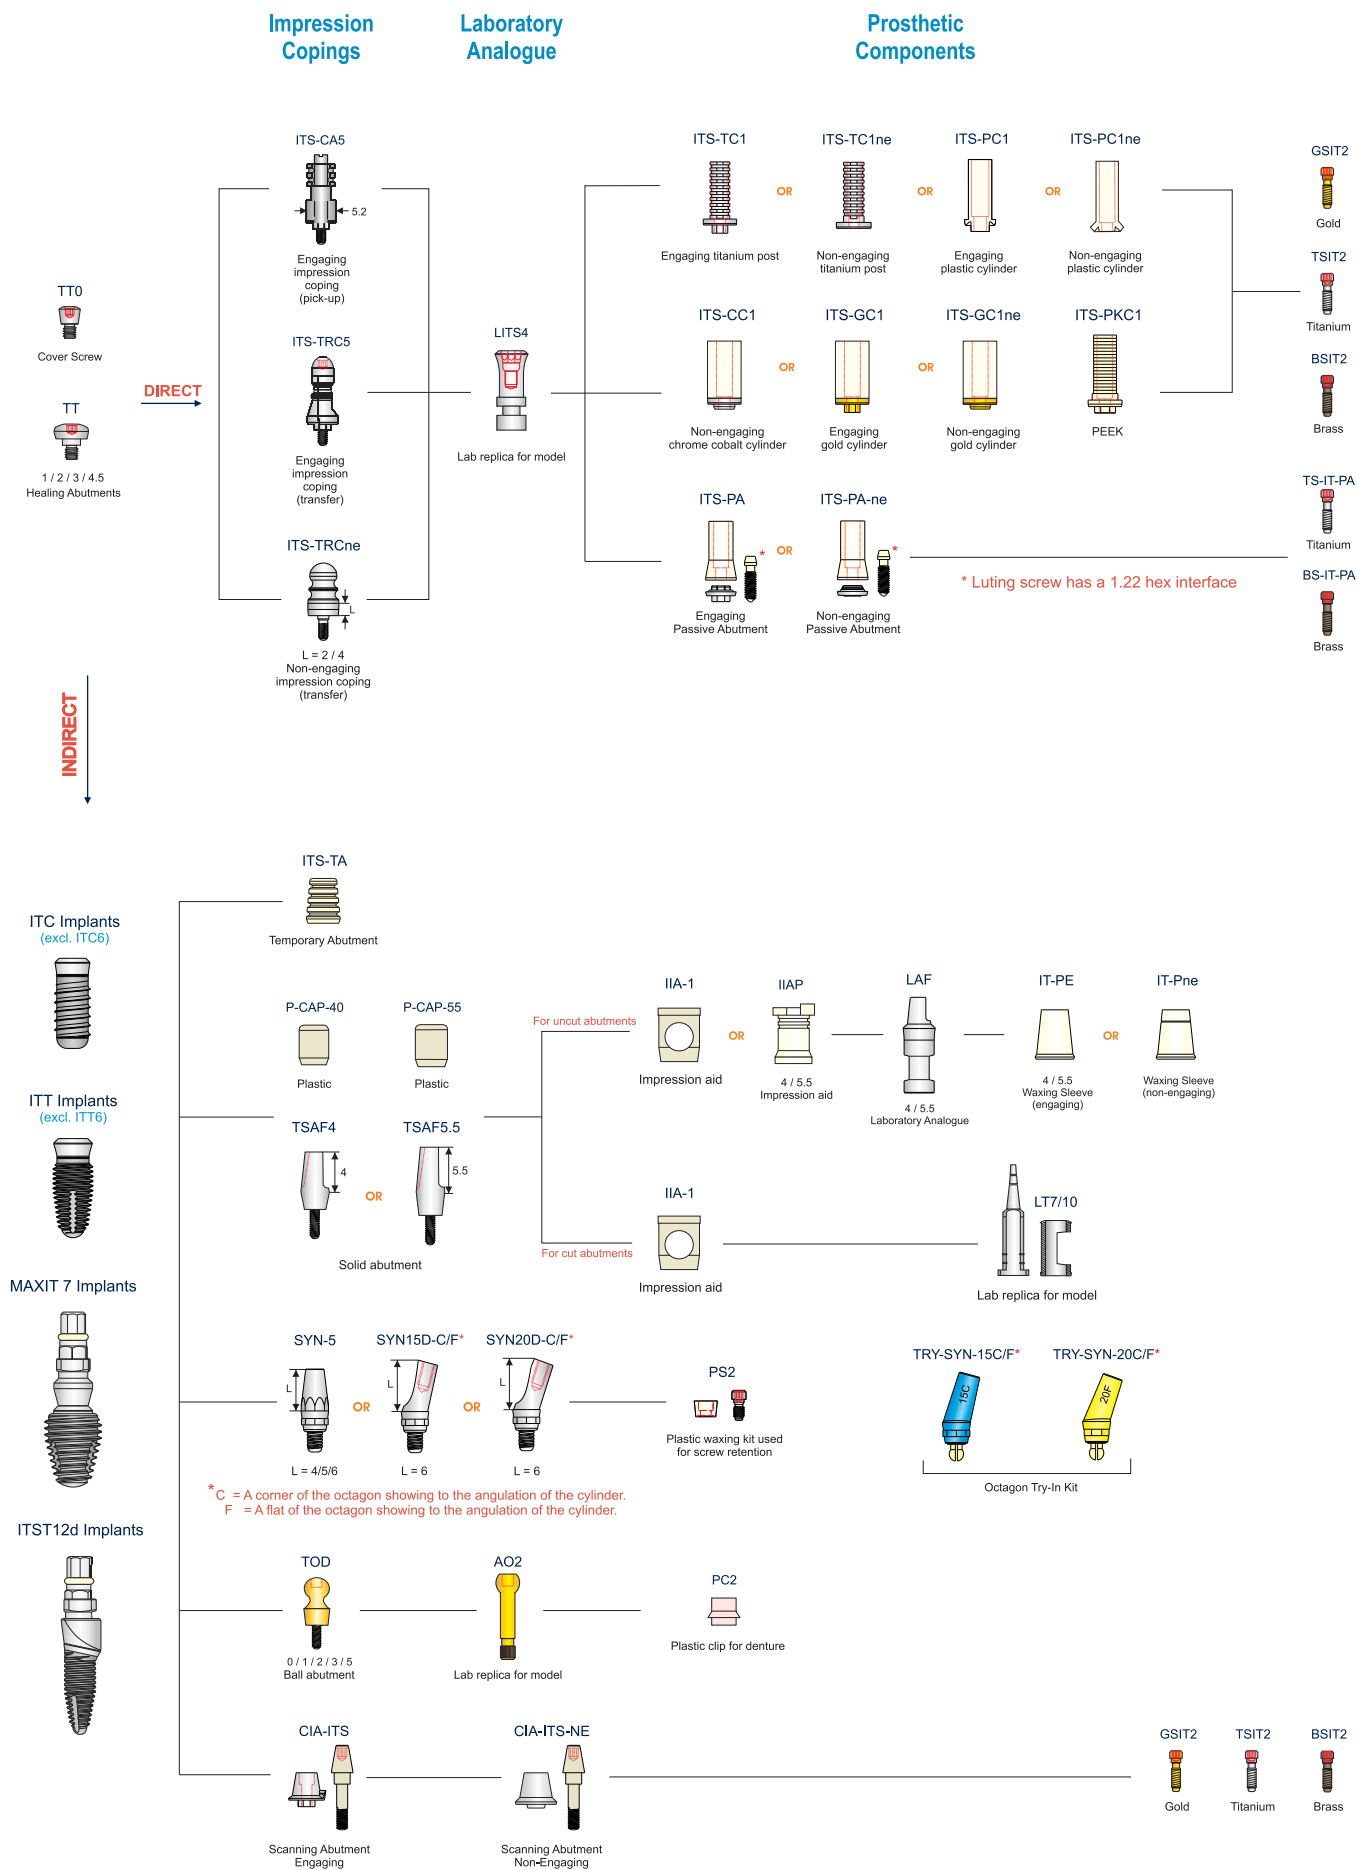 Impression
Copings
Laboratory
Analogue
Prosthetic
Components
ITS-CA5
5.2
Engaging
impression
coping
(pick-up)
TT0
Cover Screw
TT
1 / 2 / 3 / 4.5
Healing Abutments
DIRECT
ITS-TRC5
Engaging
impression
coping
(transfer)
ITS-TRCne
L
L = 2 / 4
Non-engaging
impression coping
(transfer)
LITS4
Lab replica for model
ITS-TC1
Engaging titanium post
OR
ITS-TC1ne
Non-engaging
titanium post
OR
ITS-PC1
Engaging
plastic cylinder
OR
ITS-PC1ne
Non-engaging
plastic cylinder
ITS-CC1
Non-engaging
chrome cobalt cylinder
OR
ITS-GC1
Engaging
gold cylinder
OR
ITS-GC1ne
Non-engaging
gold cylinder
ITS-PKC1
PEEK
ITS-PA
*
Engaging
Passive Abutment
OR
ITS-PA-ne
*
Non-engaging
Passive Abutment
* Luting screw has a 1.22 hex interface
GSIT2
Gold
TSIT2
Titanium
BSIT2
Brass
TS-IT-PA
Titanium
BS-IT-PA
Brass
INDIRECT
ITC Implants
(excl. ITC6)
ITT Implants
(excl. ITT6)
MAXIT 7 Implants
ITST12d Implants
ITS-TA
Temporary Abutment
P-CAP-40
Plastic
P-CAP-55
Plastic
TSAF4
4
OR
TSAF5.5
5.5
Solid abutment
For uncut abutments
IIA-1
Impression aid
OR
IIAP
4 / 5.5
Impression aid
LAF
4 / 5.5
Laboratory Analogue
IT-PE
4 / 5.5
Waxing Sleeve
(engaging)
OR
IT-Pne
Waxing Sleeve
(non-engaging)
For cut abutments
IIA-1
Impression aid
LT7/10
Lab replica for model
SYN-5
L
L = 4/5/6
OR
SYN15D-C/F*
L
L = 6
OR
SYN20D-C/F*
L
L = 6
PS2
Plastic waxing kit used
for screw retention
TRY-SYN-15C/F*
15C
TRY-SYN-20C/F*
20F
Octagon Try-In Kit
* C = A corner of the octagon showing to the angulation of the cylinder.
F = A flat of the octagon showing to the angulation of the cylinder.
TOD
0 / 1 / 2 / 3 / 5
Ball abutment
AO2
Lab replica for model
PC2
Plastic clip for denture
CIA-ITS
Scanning Abutment
Engaging
CIA-ITS-NE
Scanning Abutment
Non-Engaging
GSIT2
Gold
TSIT2
Titanium
BSIT2
Brass